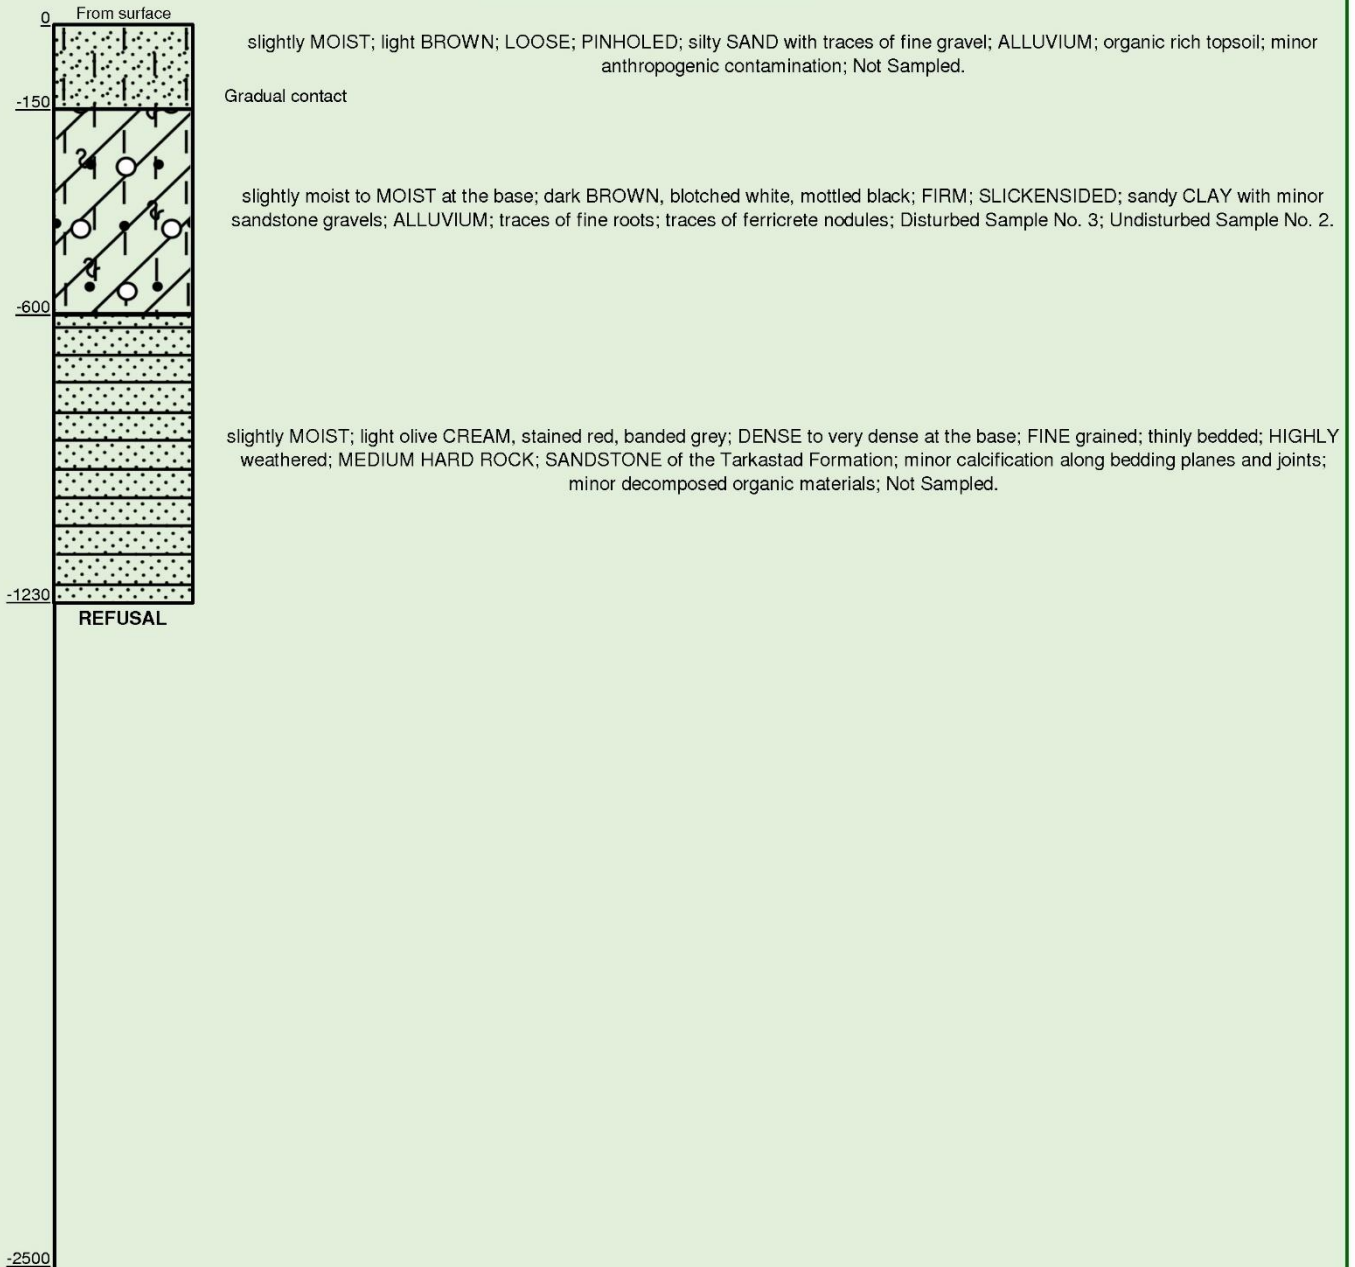 From surface
0
slightly MOIST; light BROWN; LOOSE; PINHOLED; silty SAND with traces of fine gravel; ALLUVIUM; organic rich topsoil; minor
anthropogenic contamination; Not Sampled.
Gradual contact
-150
slightly moist to MOIST at the base; dark BROWN, blotched white, mottled black; FIRM; SLICKENSIDED; sandy CLAY with minor
sandstone gravels; ALLUVIUM; traces of fine roots; traces of ferricrete nodules; Disturbed Sample No. 3; Undisturbed Sample No. 2.
-600
slightly MOIST; light olive CREAM, stained red, banded grey; DENSE to very dense at the base; FINE grained; thinly bedded; HIGHLY
weathered; MEDIUM HARD ROCK; SANDSTONE of the Tarkastad Formation; minor calcification along bedding planes and joints;
minor decomposed organic materials; Not Sampled.
-1230
REFUSAL
-2500